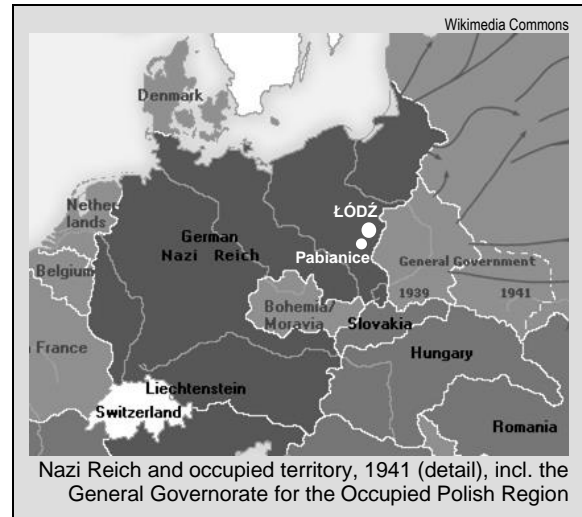 Wikimedia Commons
Denmark
Nether-
lands
ŁÓDŹ
German
Nazi Reich
Pabianice
General Government
Belgium
1939
1941
Bohemia/
Moravia
Slovakia
France
Hungary
Liechtenstein
Switzerland
Romania
Nazi Reich and occupied territory, 1941 (detail), incl. the
General Governorate for the Occupied Polish Region